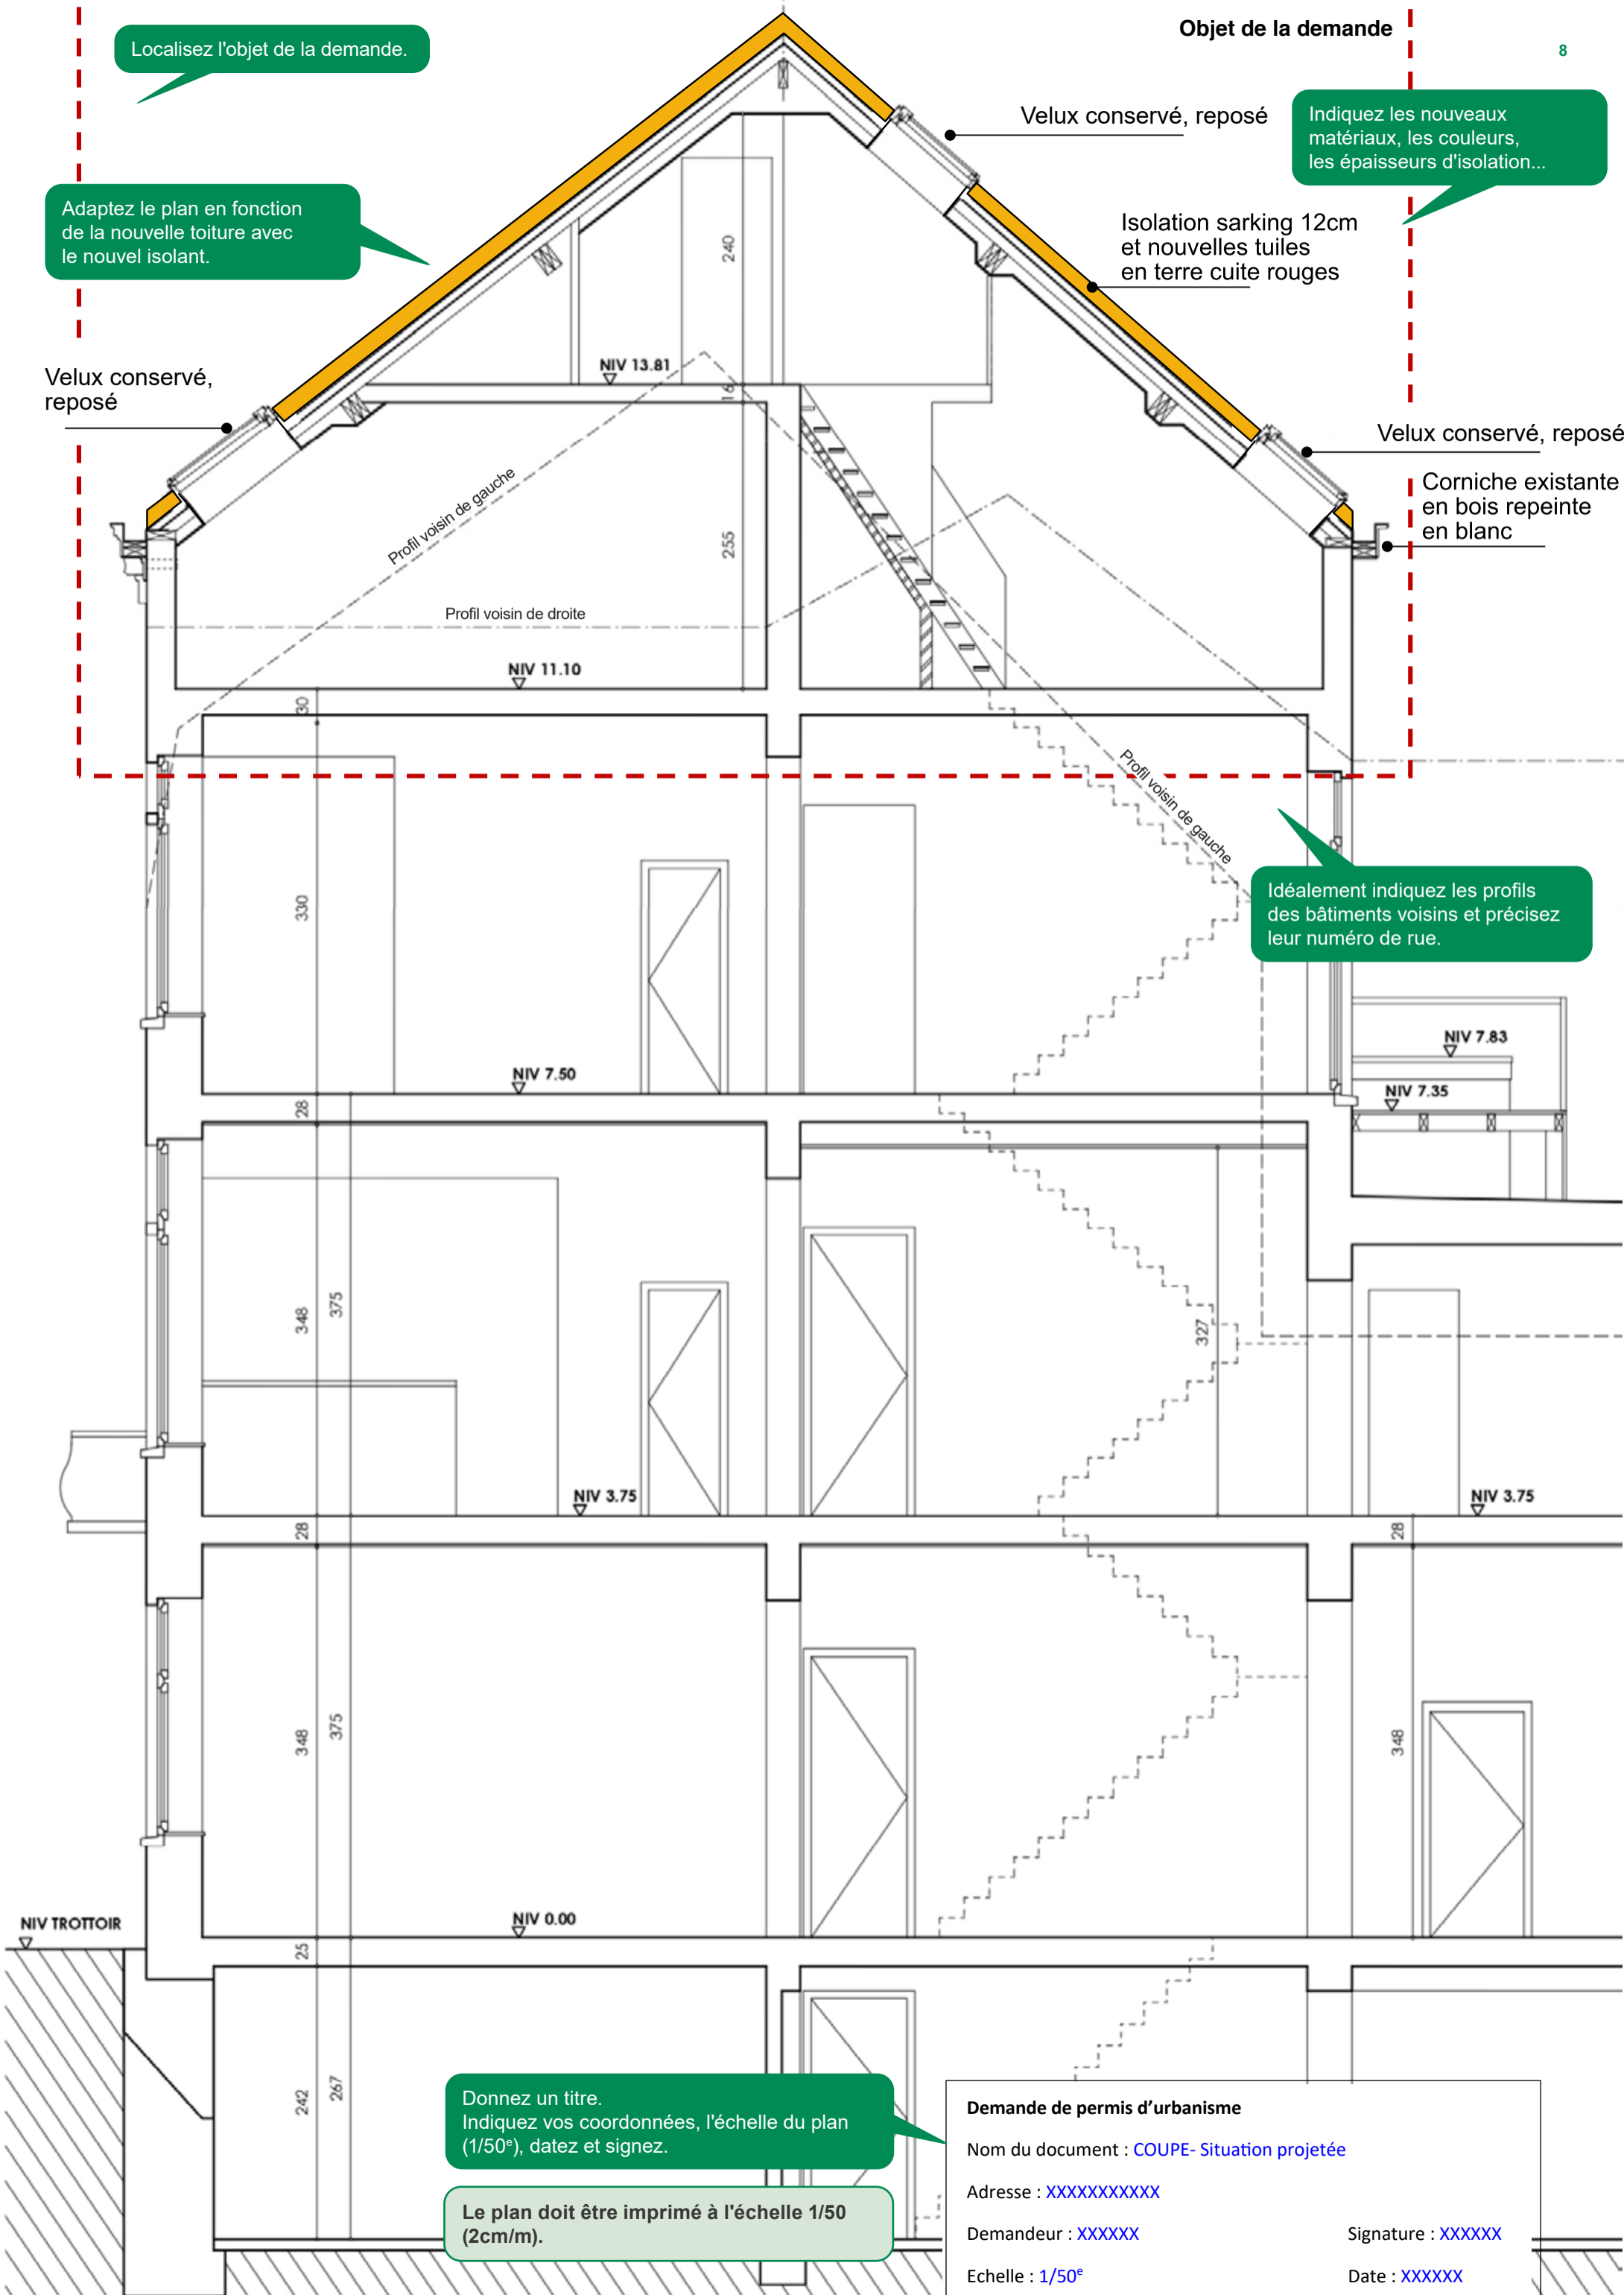 Objet de la demande
8
Localisez l'objet de la demande.
Velux conservé, reposé
Indiquez les nouveaux
matériaux, les couleurs,
les épaisseurs d'isolation...
Adaptez le plan en fonction
de la nouvelle toiture avec
le nouvel isolant.
Isolation sarking 12cm
et nouvelles tuiles
en terre cuite rouges
240
NIV 13.81
16
Velux conservé,
reposé
Velux conservé, reposé
Corniche existante
en bois repeinte
en blanc
Profil voisin de gauche
255
Profil voisin de droite
NIV 11.10
30
Profil voisin de gauche
Idéalement indiquez les profils
des bâtiments voisins et précisez
leur numéro de rue.
330
NIV 7.83
NIV 7.50
NIV 7.35
28
348
375
327
NIV 3.75
NIV 3.75
28
28
348
375
348
NIV TROTTOIR
NIV 0.00
25
242
267
Donnez un titre.
Indiquez vos coordonnées, l'échelle du plan
(1/50e), datez et signez.
Le plan doit être imprimé à l'échelle 1/50
(2cm/m).
Demande de permis d'urbanisme
Nom du document : COUPE- Situation projetée
Adresse : XXXXXXXXXXX
Demandeur : XXXXXX
Signature : XXXXXX
Echelle : 1/50e
Date : XXXXXX